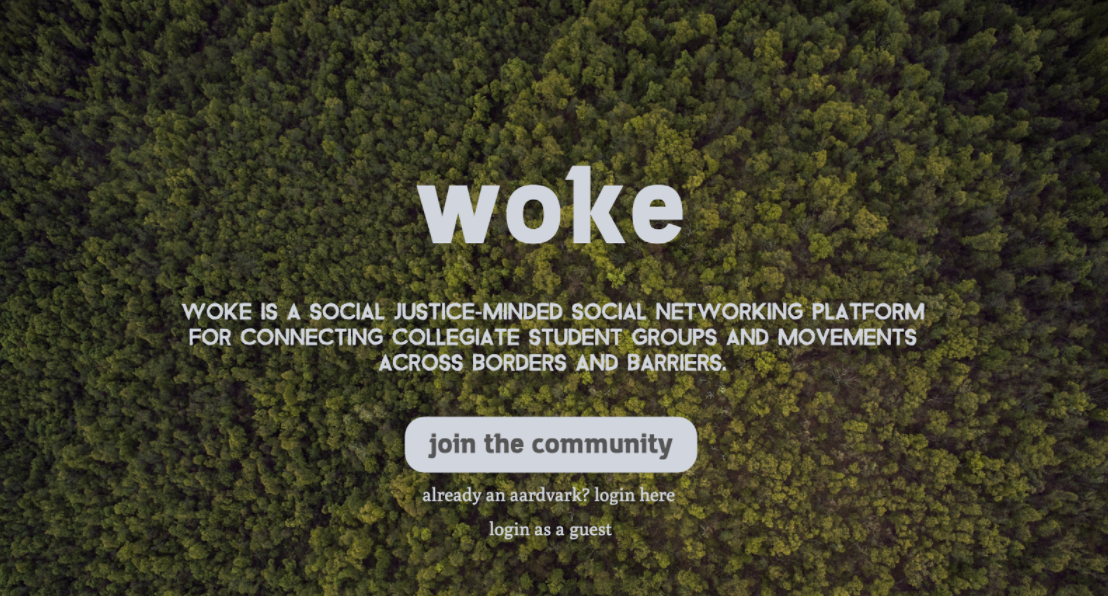 woke
WOKE IS A SOCIAL JUSTICE-MINDED SOCIAL NETWORKING PLATFORM
FOR CONNECTING COLLEGIATE STUDENT GROUPS AND MOVEMENTS
ACROSS BORDERS AND BARRIERS.
join the community
already an aardvark? login here
login as a guest